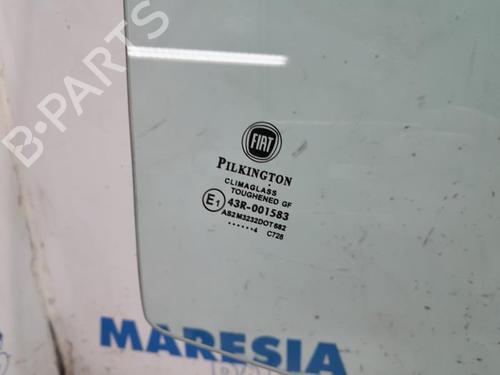 B-PARTS
FIAT
PILKINGTON
CLIMAGLASS
TOUGHENED GF
E1 43R-001583
AS2M3232DOT682
......4 C728
MARESIA